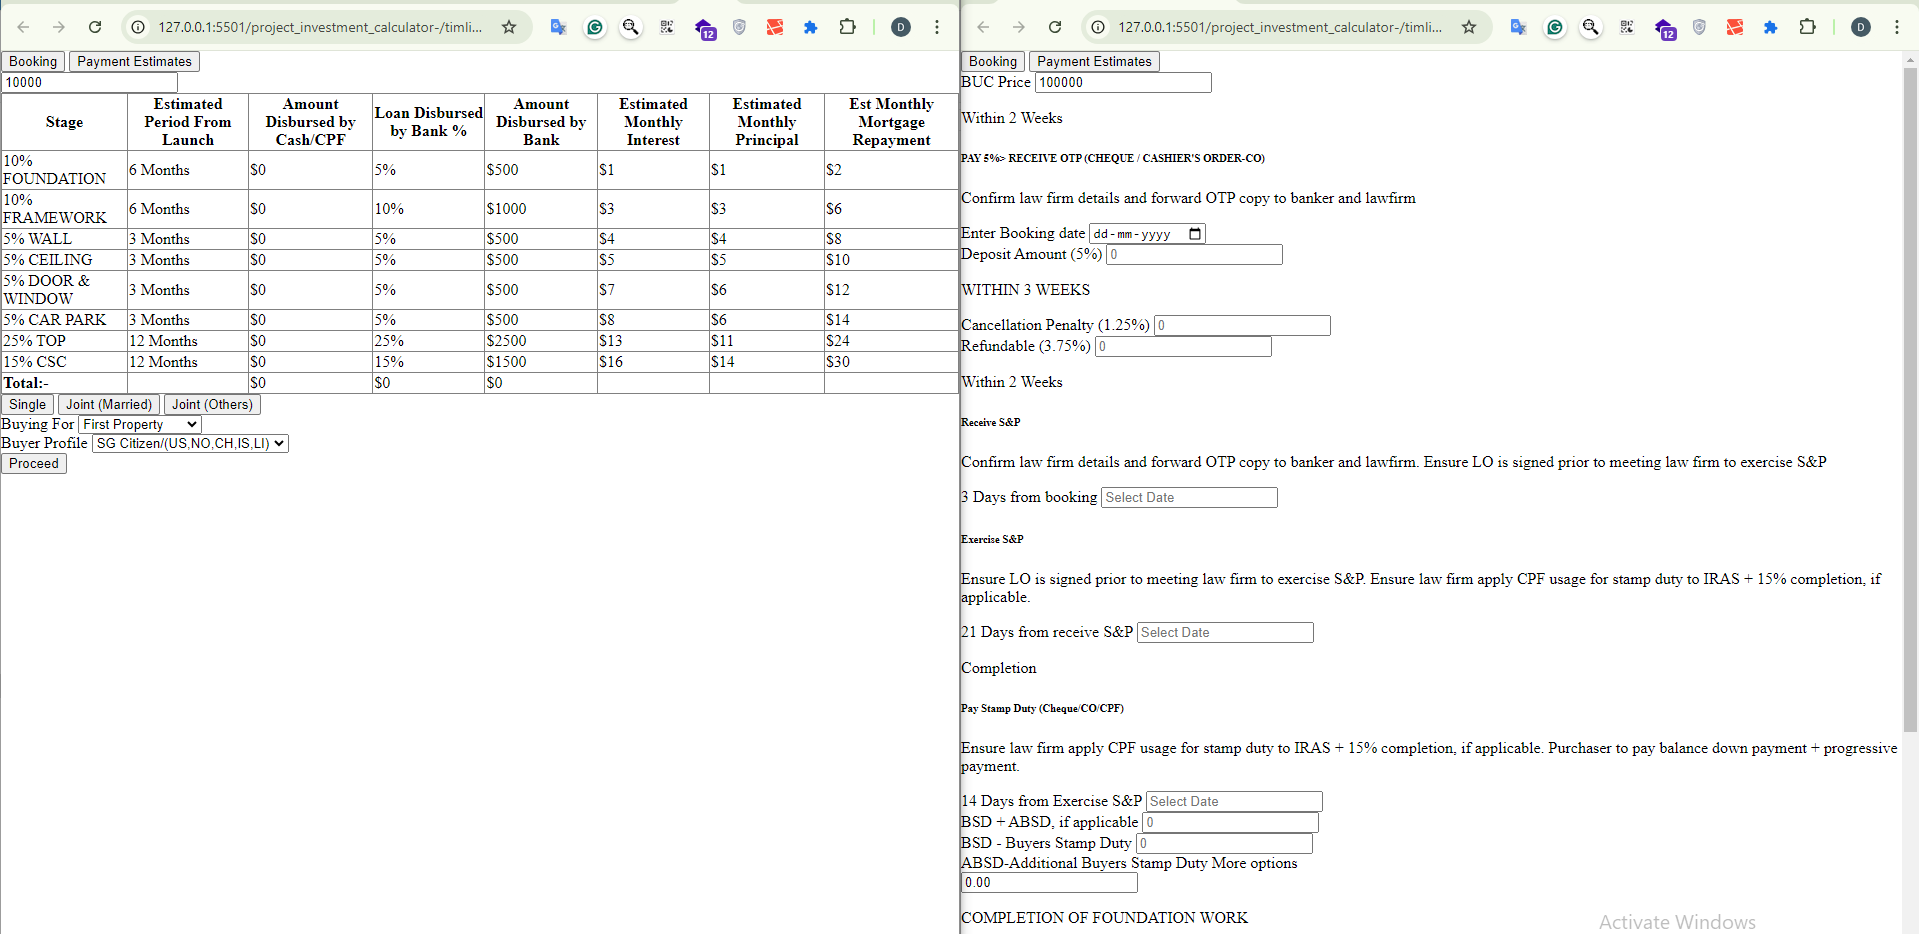 127.0.0.1:5501/project_investment_calculator-/timli...
12
D
Booking Payment Estimates
10000
Stage Estimated Period From Launch Amount Disbursed by Cash/CPF Loan Disbursed by Bank % Amount Disbursed by Bank Estimated Monthly Interest Estimated Monthly Principal Est Monthly Mortgage Repayment
10% FOUNDATION 6 Months $0 5% $500 $1 $1 $2
10% FRAMEWORK 6 Months $0 10% $1000 $3 $3 $6
5% WALL 3 Months $0 5% $500 $4 $4 $8
5% CEILING 3 Months $0 5% $500 $5 $5 $10
5% DOOR & WINDOW 3 Months $0 5% $500 $7 $6 $12
5% CAR PARK 3 Months $0 5% $500 $8 $6 $14
25% TOP 12 Months $0 25% $2500 $13 $11 $24
15% CSC 12 Months $0 15% $1500 $16 $14 $30
Total:- $0 $0 $0
Single Joint (Married) Joint (Others)
Buying For First Property
Buyer Profile SG Citizen/(US,NO,CH,IS,LI)
Proceed
127.0.0.1:5501/project_investment_calculator-/timli...
12
D
Booking Payment Estimates
BUC Price 100000
Within 2 Weeks
PAY 5%> RECEIVE OTP (CHEQUE / CASHIER'S ORDER-CO)
Confirm law firm details and forward OTP copy to banker and lawfirm
Enter Booking date dd-mm-yyyy
Deposit Amount (5%) 0
WITHIN 3 WEEKS
Cancellation Penalty (1.25%) 0
Refundable (3.75%) 0
Within 2 Weeks
Receive S&P
Confirm law firm details and forward OTP copy to banker and lawfirm. Ensure LO is signed prior to meeting law firm to exercise S&P
3 Days from booking Select Date
Exercise S&P
Ensure LO is signed prior to meeting law firm to exercise S&P. Ensure law firm apply CPF usage for stamp duty to IRAS + 15% completion, if
applicable.
21 Days from receive S&P Select Date
Completion
Pay Stamp Duty (Cheque/CO/CPF)
Ensure law firm apply CPF usage for stamp duty to IRAS + 15% completion, if applicable. Purchaser to pay balance down payment + progressive
payment.
14 Days from Exercise S&P Select Date
BSD + ABSD, if applicable 0
BSD - Buyers Stamp Duty 0
ABSD-Additional Buyers Stamp Duty More options
0.00
COMPLETION OF FOUNDATION WORK
Activate Windows